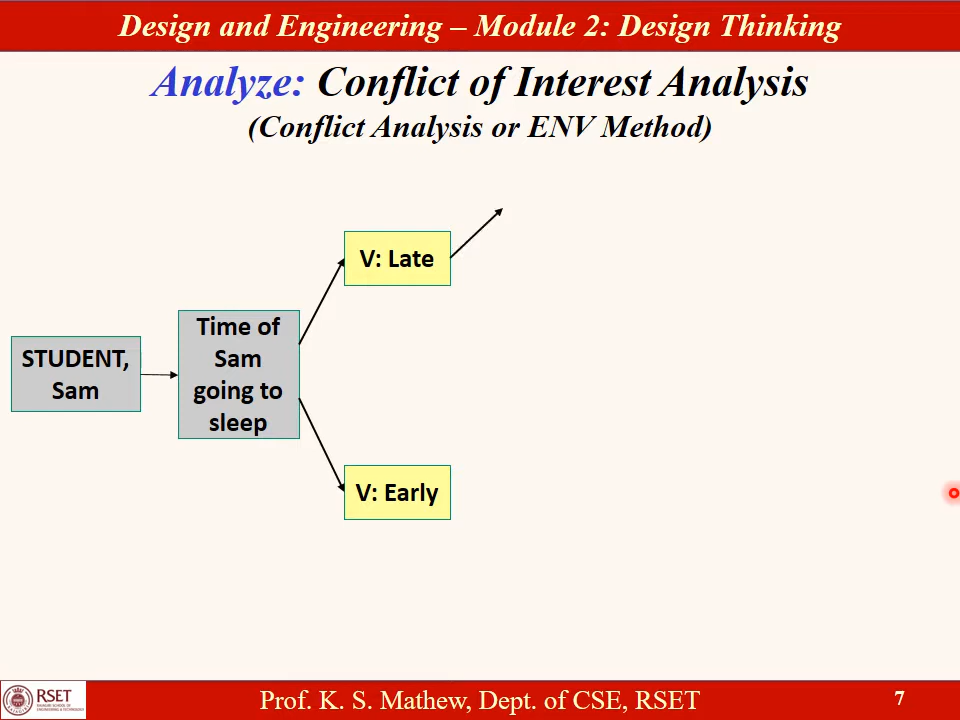 Design and Engineering – Module 2: Design Thinking
Analyze: Conflict of Interest Analysis
(Conflict Analysis or ENV Method)
V: Late
STUDENT,
Sam
Time of
Sam
going to
sleep
V: Early
RSET
Prof. K. S. Mathew, Dept. of CSE, RSET
7